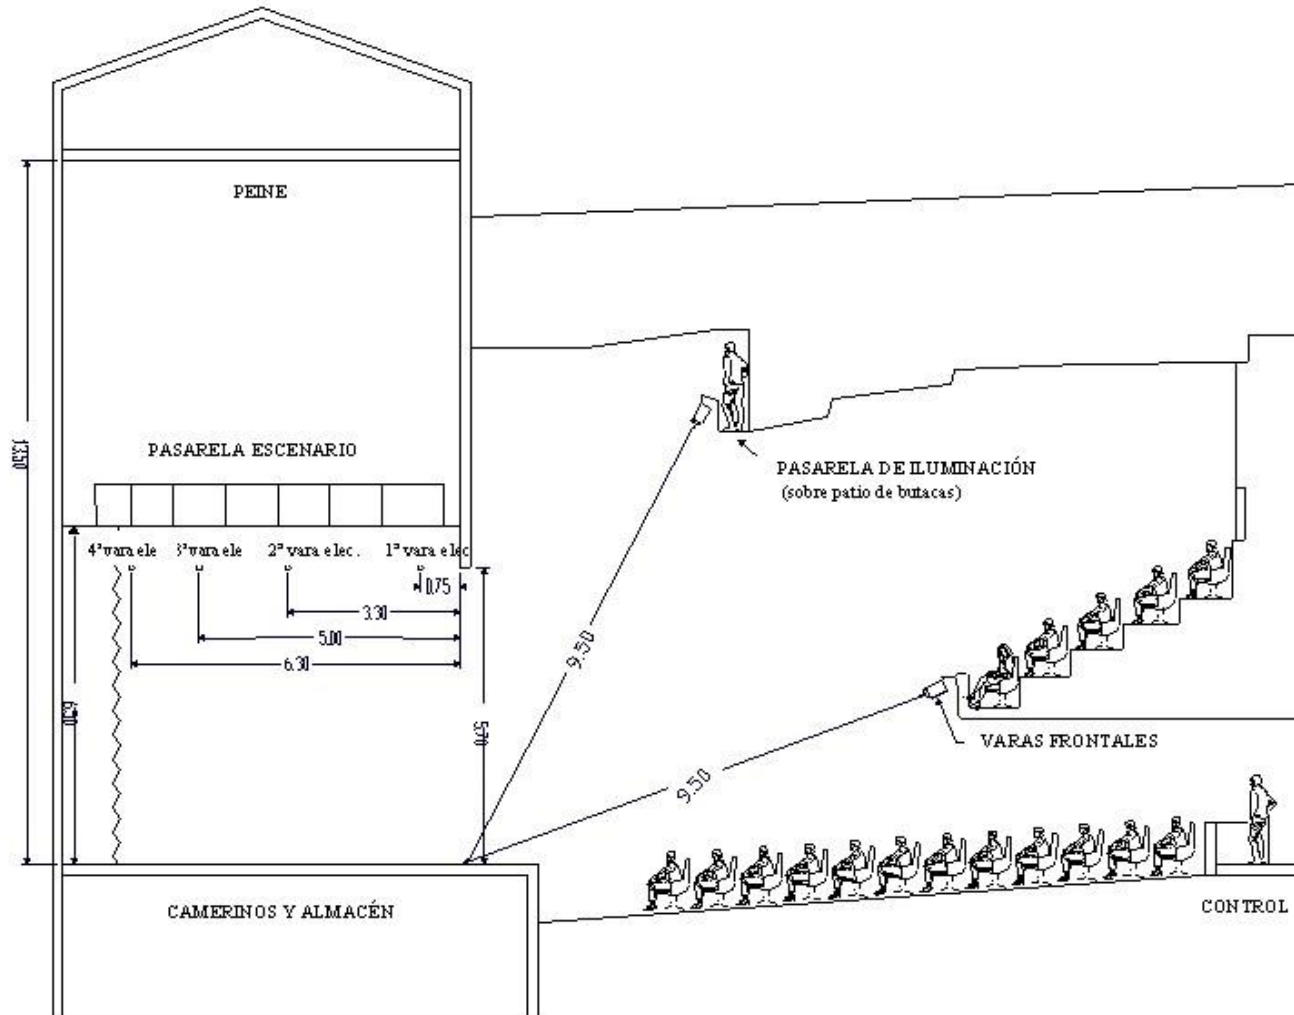 PEINE
13.50
PASARELA ESCENARIO
PASARELA DE ILUMINACIÓN
(sobre patio de butacas)
4ª vara ele
3ª vara ele
2ª vara elec.
1ª vara elec
0.75
3.30
5.00
6.30
9.50
5.70
VARAS FRONTALES
9.50
CAMERINOS Y ALMACÉN
CONTROL